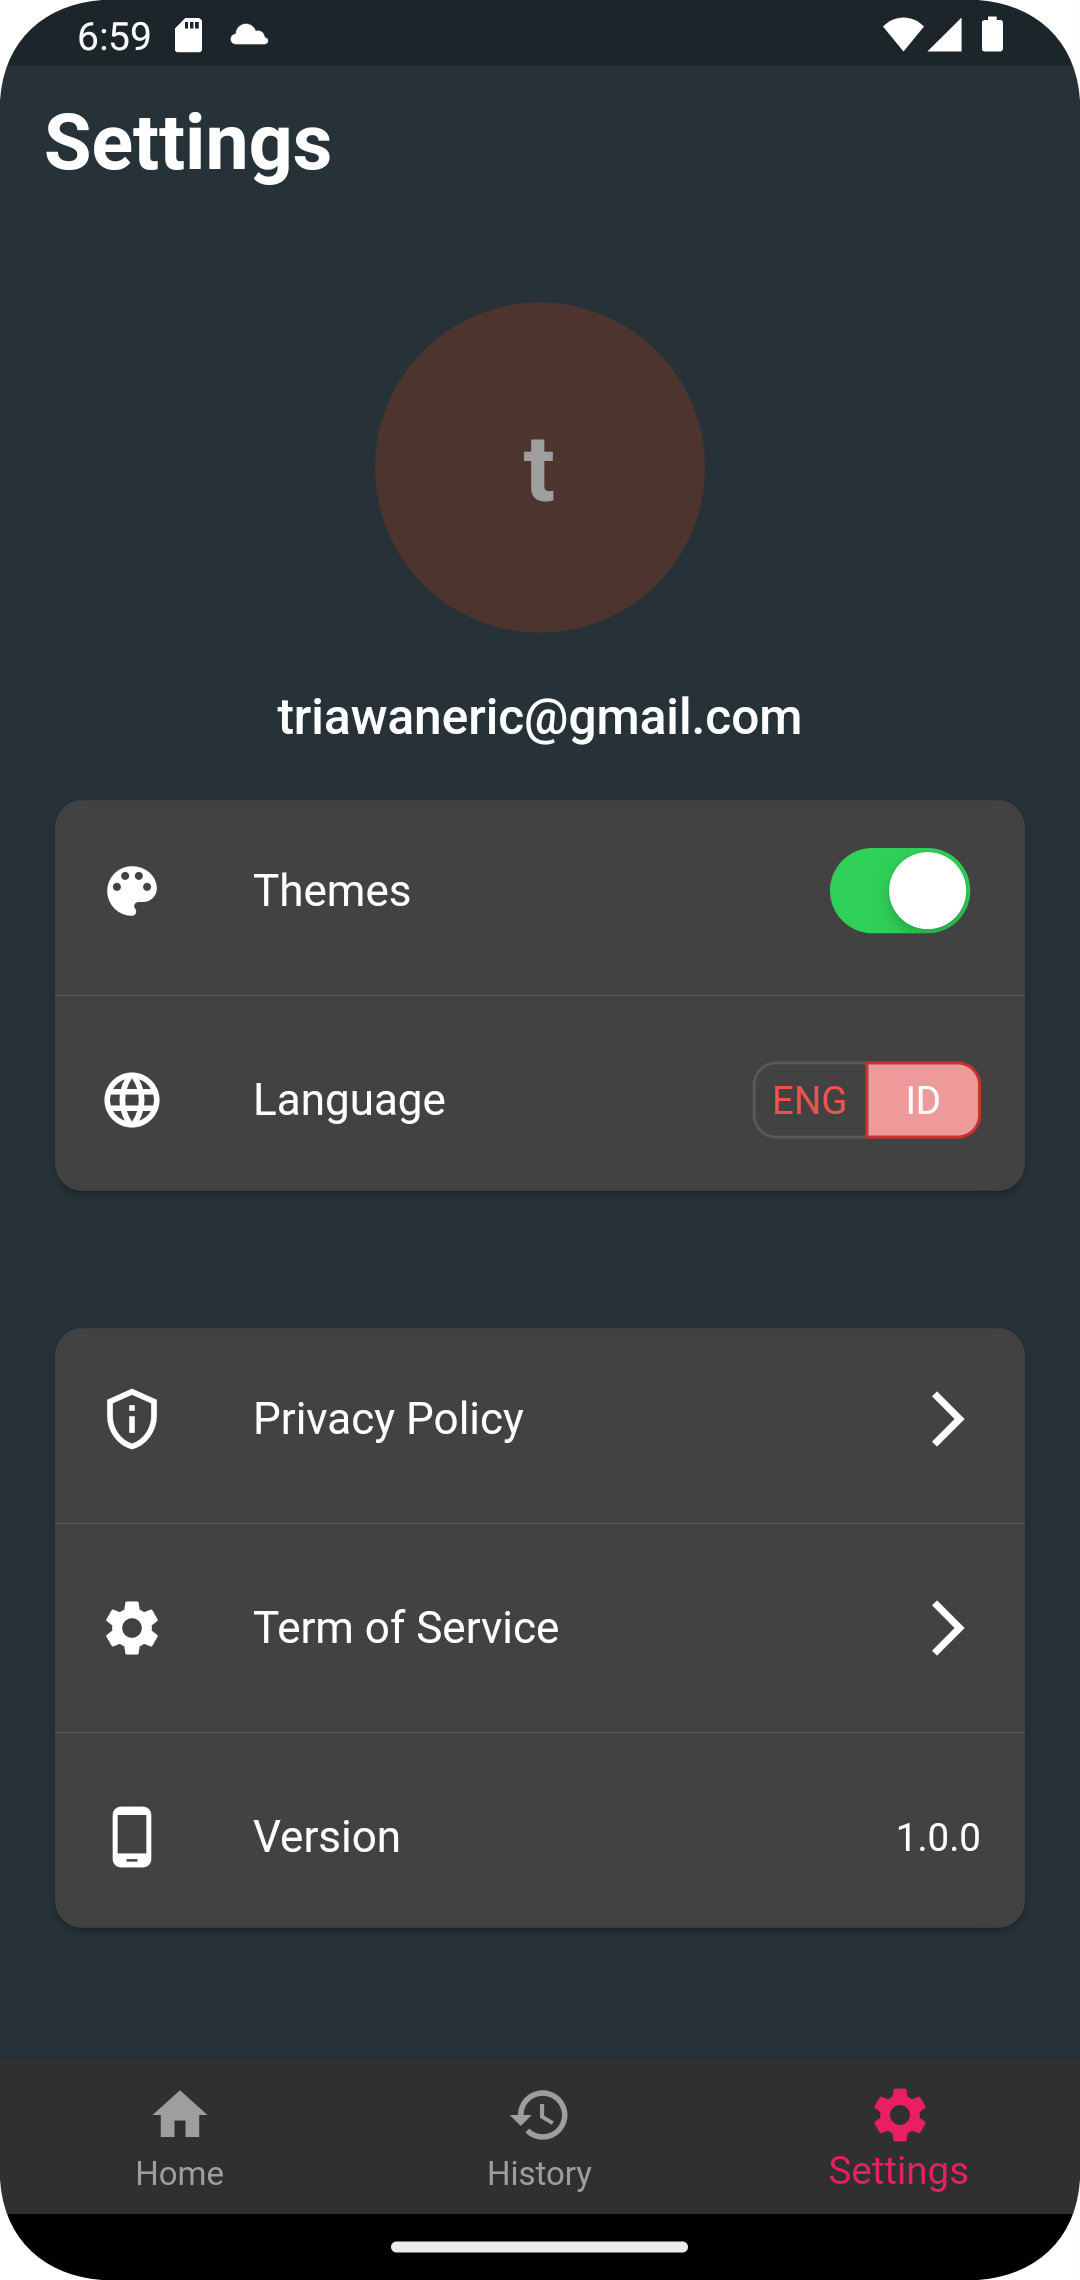 6:59
Settings
t
triawaneric@gmail.com
Themes
Language
ENG
ID
Privacy Policy
Term of Service
Version
1.0.0
Home
History
Settings